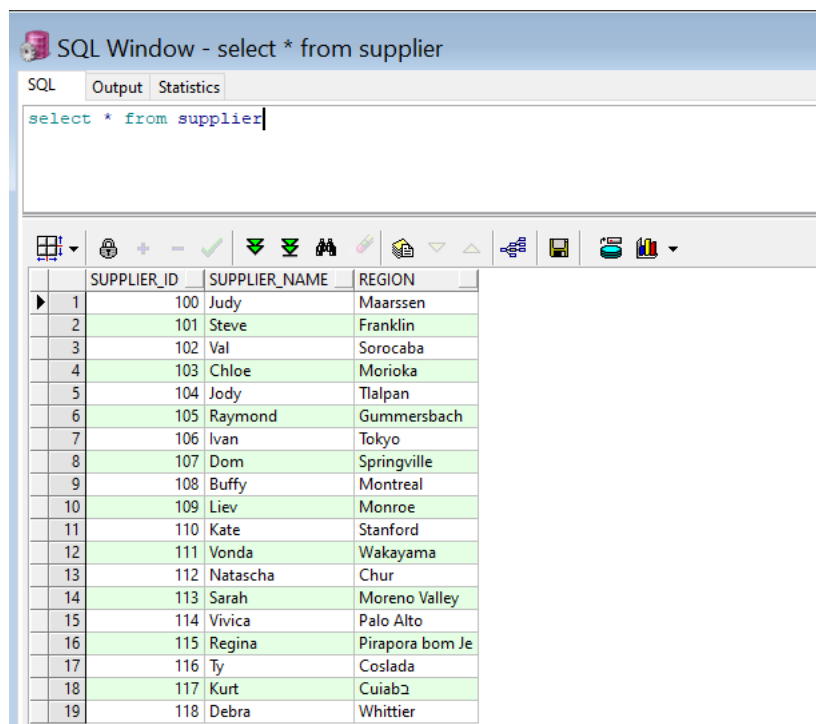 SQL Window - select * from supplier
SQL Output Statistics
select * from supplier
SUPPLIER_ID SUPPLIER_NAME REGION
1 100 Judy Maarssen
2 101 Steve Franklin
3 102 Val Sorocaba
4 103 Chloe Morioka
5 104 Jody Tlalpan
6 105 Raymond Gummersbach
7 106 Ivan Tokyo
8 107 Dom Springville
9 108 Buffy Montreal
10 109 Liev Monroe
11 110 Kate Stanford
12 111 Vonda Wakayama
13 112 Natascha Chur
14 113 Sarah Moreno Valley
15 114 Vivica Palo Alto
16 115 Regina Pirapora bom Je
17 116 Ty Coslada
18 117 Kurt Cuiabב
19 118 Debra Whittier